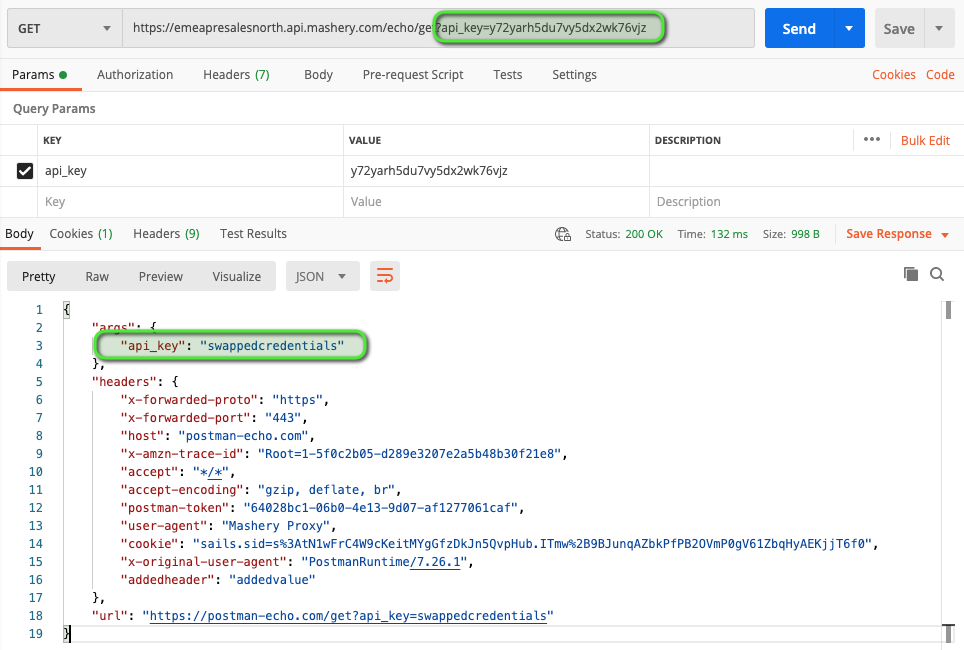 GET https://emeapresalesnorth.api.mashery.com/echo/get?api_key=y72yarh5du7vy5dx2wk76vjz Send Save
Params Authorization Headers (7) Body Pre-request Script Tests Settings Cookies Code
Query Params
KEY VALUE DESCRIPTION ••• Bulk Edit
api_key y72yarh5du7vy5dx2wk76vjz
Key Value Description
Body Cookies (1) Headers (9) Test Results Status: 200 OK Time: 132 ms Size: 998 B Save Response
Pretty Raw Preview Visualize JSON
1 {
2 "args": {
3 "api_key": "swappedcredentials"
4 },
5 "headers": {
6 "x-forwarded-proto": "https",
7 "x-forwarded-port": "443",
8 "host": "postman-echo.com",
9 "x-amzn-trace-id": "Root=1-5f0c2b05-d289e3207e2a5b48b30f21e8",
10 "accept": "*/*",
11 "accept-encoding": "gzip, deflate, br",
12 "postman-token": "64028bc1-06b0-4e13-9d07-af1277061caf",
13 "user-agent": "Mashery Proxy",
14 "cookie": "sails.sid=s%3AtN1wFrC4W9cKeitMYgGfzDkJn5QvpHub.ITmw%2B9BJunqAZbkPfPB2OVmP0gV61ZbqHyAEKjjT6f0",
15 "x-original-user-agent": "PostmanRuntime/7.26.1",
16 "addedheader": "addedvalue"
17 },
18 "url": "https://postman-echo.com/get?api_key=swappedcredentials"
19 }